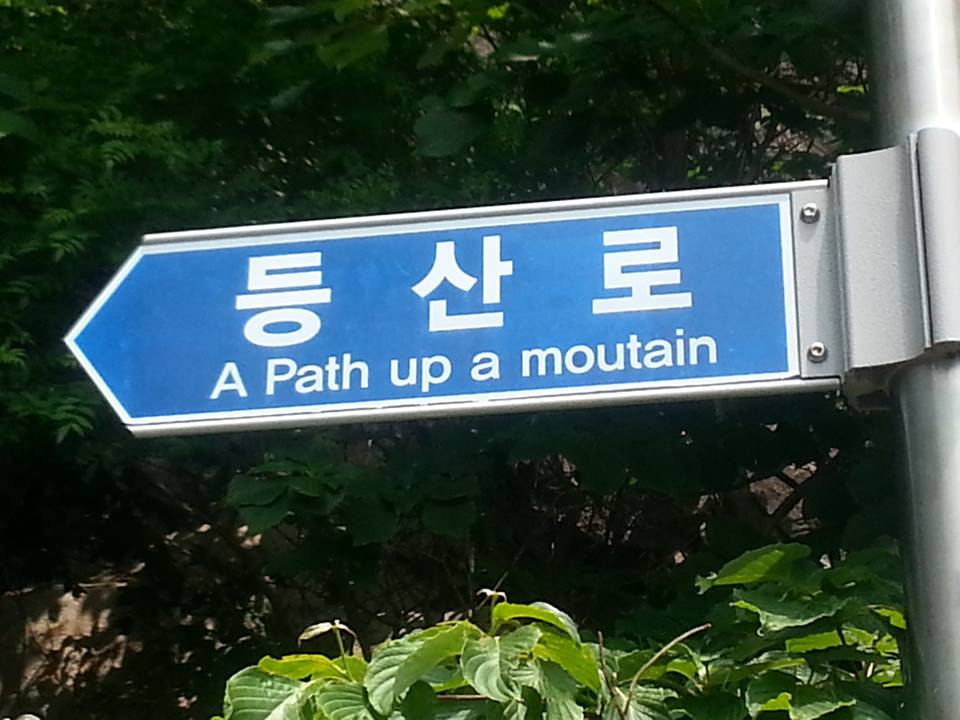 등 산 로
A Path up a moutain